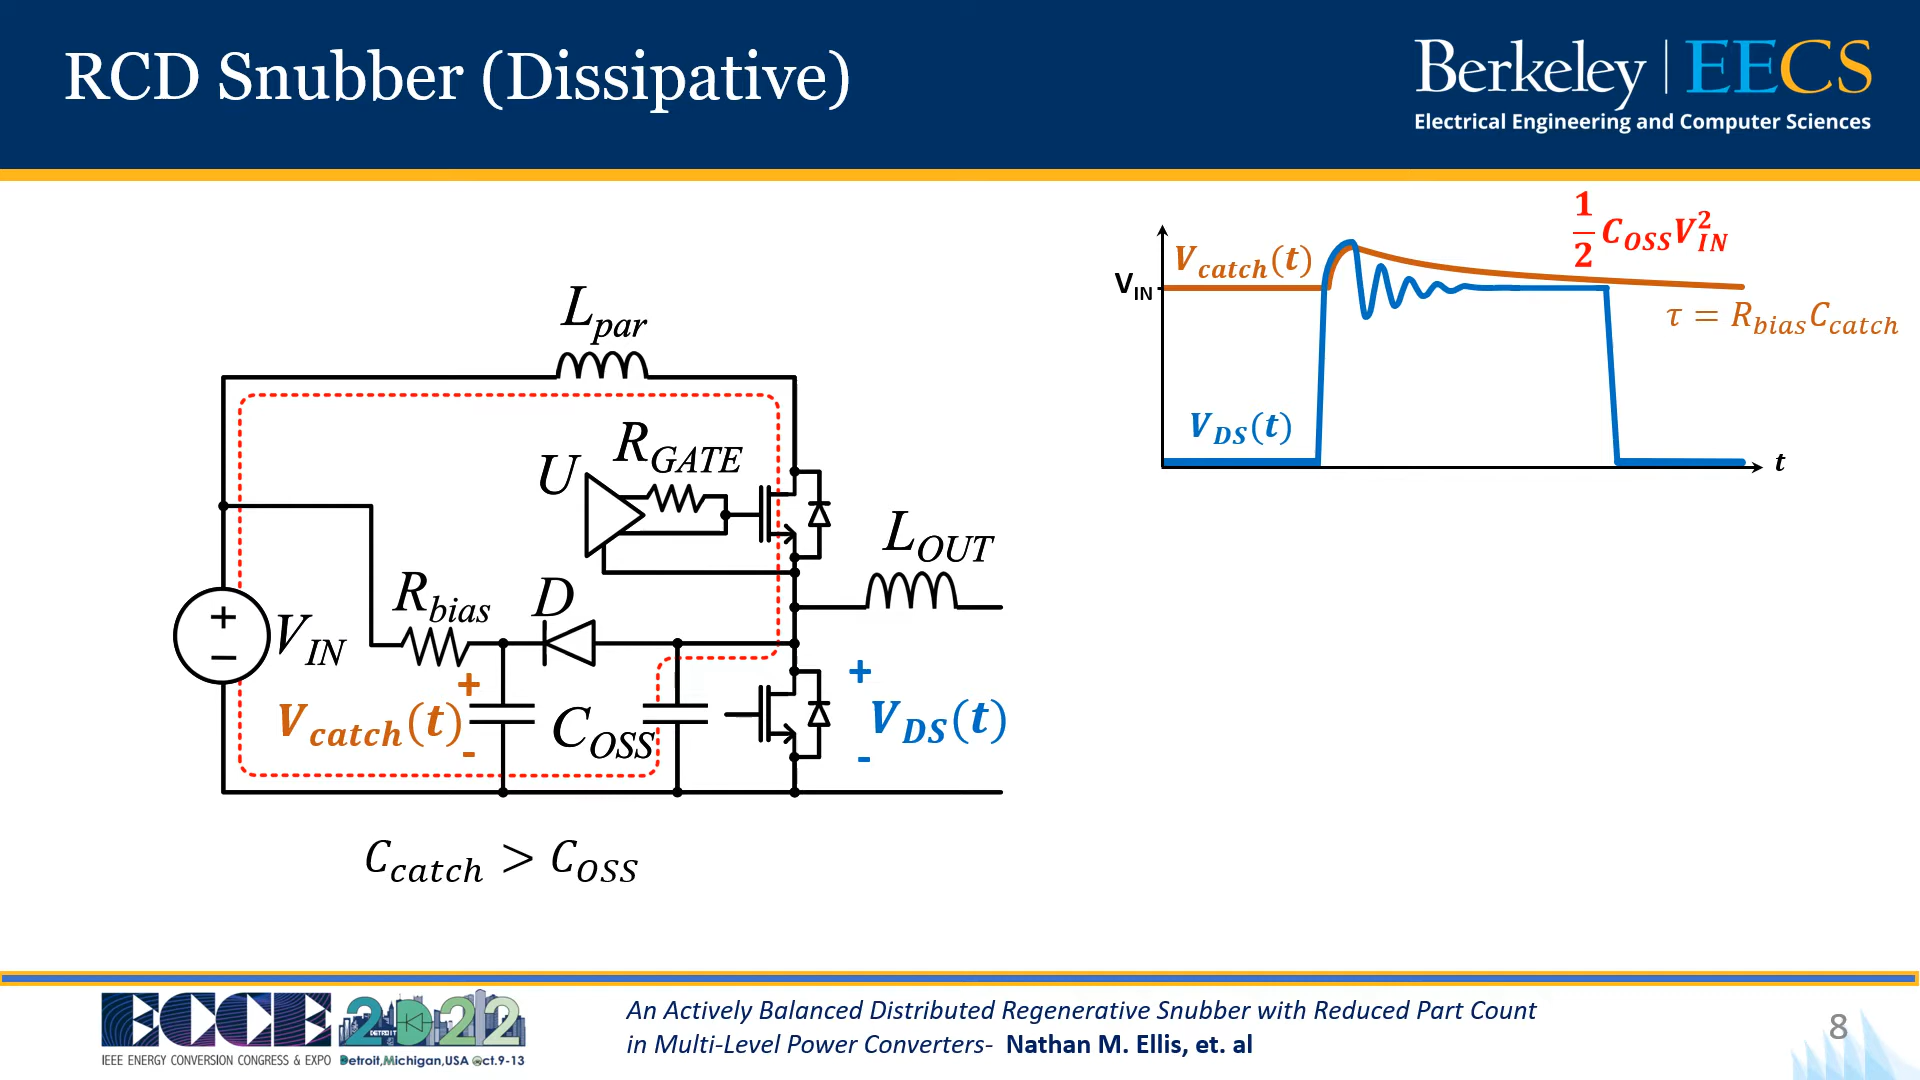 RCD Snubber (Dissipative)
Berkeley | EECS
Electrical Engineering and Computer Sciences
L_par
R_GATE
U
L_OUT
R_bias
D
+
−
V_IN
+
V_catch(t)
-
C_OSS
+
V_DS(t)
-
C_catch > C_OSS
1/2 C_OSS V_IN^2
V_catch(t)
V_IN
τ = R_bias C_catch
V_DS(t)
t
ECCE 2022
DETROIT
IEEE ENERGY CONVERSION CONGRESS & EXPO Detroit,Michigan,USA Oct.9-13
An Actively Balanced Distributed Regenerative Snubber with Reduced Part Count
in Multi-Level Power Converters- Nathan M. Ellis, et. al
8